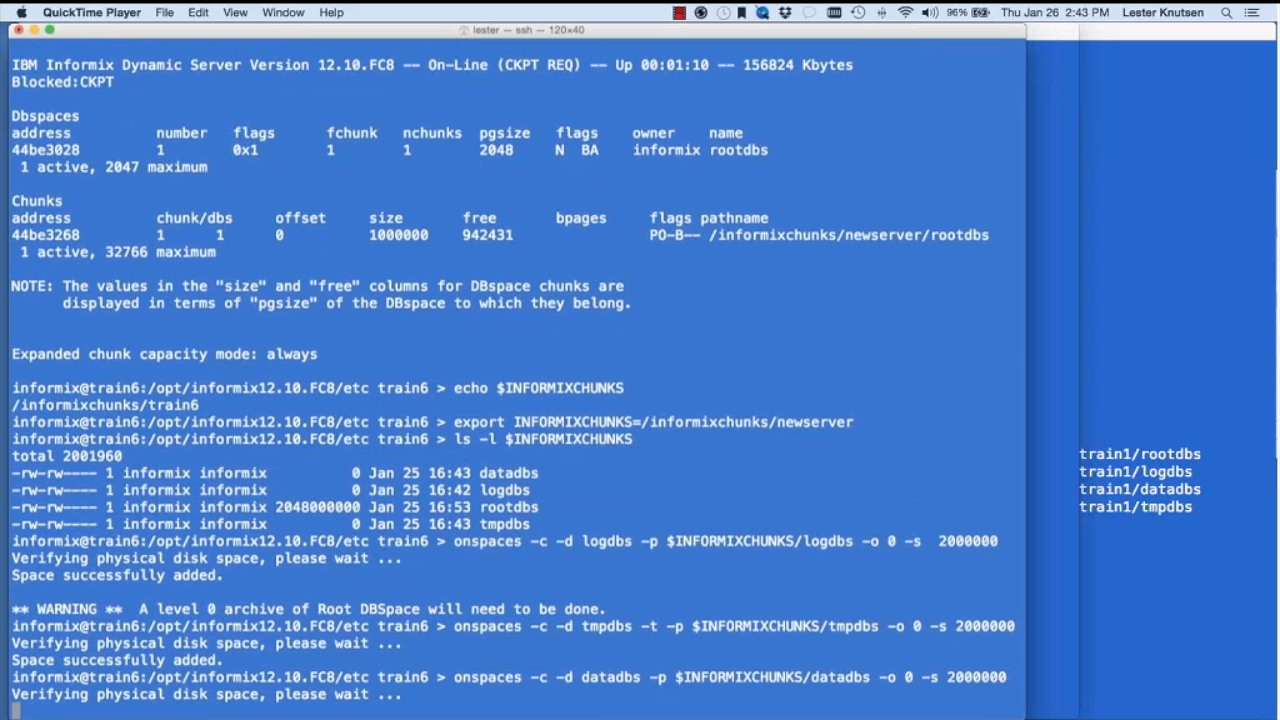 QuickTime Player File Edit View Window Help 96% Thu Jan 26 2:43 PM Lester Knutsen
lester — ssh — 120×40
IBM Informix Dynamic Server Version 12.10.FC8 -- On-Line (CKPT REQ) -- Up 00:01:10 -- 156824 Kbytes
Blocked:CKPT
Dbspaces
address number flags fchunk nchunks pgsize flags owner name
44be3028 1 0x1 1 1 2048 N BA informix rootdbs
1 active, 2047 maximum
Chunks
address chunk/dbs offset size free bpages flags pathname
44be3268 1 1 0 1000000 942431 PO-B-- /informixchunks/newserver/rootdbs
1 active, 32766 maximum
NOTE: The values in the "size" and "free" columns for DBspace chunks are
displayed in terms of "pgsize" of the DBspace to which they belong.
Expanded chunk capacity mode: always
informix@train6:/opt/informix12.10.FC8/etc train6 > echo $INFORMIXCHUNKS
/informixchunks/train6
informix@train6:/opt/informix12.10.FC8/etc train6 > export INFORMIXCHUNKS=/informixchunks/newserver
informix@train6:/opt/informix12.10.FC8/etc train6 > ls -l $INFORMIXCHUNKS
total 2001960
-rw-rw---- 1 informix informix 0 Jan 25 16:43 datadbs
-rw-rw---- 1 informix informix 0 Jan 25 16:42 logdbs
-rw-rw---- 1 informix informix 2048000000 Jan 25 16:53 rootdbs
-rw-rw---- 1 informix informix 0 Jan 25 16:43 tmpdbs
informix@train6:/opt/informix12.10.FC8/etc train6 > onspaces -c -d logdbs -p $INFORMIXCHUNKS/logdbs -o 0 -s 2000000
Verifying physical disk space, please wait ...
Space successfully added.
** WARNING ** A level 0 archive of Root DBSpace will need to be done.
informix@train6:/opt/informix12.10.FC8/etc train6 > onspaces -c -d tmpdbs -t -p $INFORMIXCHUNKS/tmpdbs -o 0 -s 2000000
Verifying physical disk space, please wait ...
Space successfully added.
informix@train6:/opt/informix12.10.FC8/etc train6 > onspaces -c -d datadbs -p $INFORMIXCHUNKS/datadbs -o 0 -s 2000000
Verifying physical disk space, please wait ...
train1/rootdbs
train1/logdbs
train1/datadbs
train1/tmpdbs